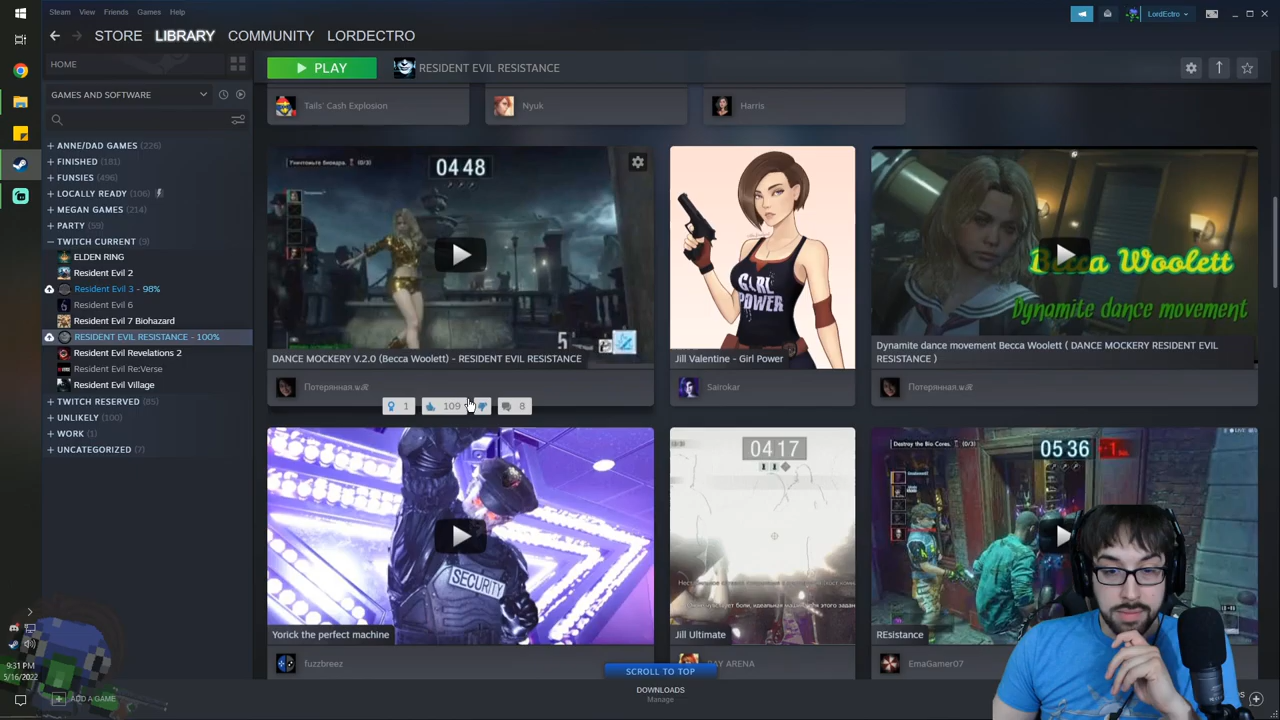 Steam View Friends Games Help
LordEctro
STORE LIBRARY COMMUNITY LORDECTRO
HOME
PLAY
RESIDENT EVIL RESISTANCE
GAMES AND SOFTWARE
ANNE/DAD GAMES (226)
FINISHED (181)
FUNSIES (496)
LOCALLY READY (106)
MEGAN GAMES (214)
PARTY (59)
TWITCH CURRENT (9)
ELDEN RING
Resident Evil 2
Resident Evil 3 - 98%
Resident Evil 6
Resident Evil 7 Biohazard
RESIDENT EVIL RESISTANCE - 100%
Resident Evil Revelations 2
Resident Evil Re:Verse
Resident Evil Village
TWITCH RESERVED (85)
UNLIKELY (100)
WORK (1)
UNCATEGORIZED (7)
Tails' Cash Explosion
Nyuk
Harris
04:48
5
DANCE MOCKERY V.2.0 (Becca Woolett) - RESIDENT EVIL RESISTANCE
Потерянная.
1 109 8
GIRL
POWER
Jill Valentine - Girl Power
Sairokar
Becca Woolett
Dynamite dance movement
Dynamite dance movement Becca Woolett ( DANCE MOCKERY RESIDENT EVIL
RESISTANCE )
Потерянная.
SECURITY
Yorick the perfect machine
fuzzbreez
04:17
Jill Ultimate
ARENA
Destroy the Bio Cores. (0/3)
05:36
LIVE
REsistance
EmaGamer07
SCROLL TO TOP
DOWNLOADS
Manage
ADD A GAME
9:31 PM
5/16/2022